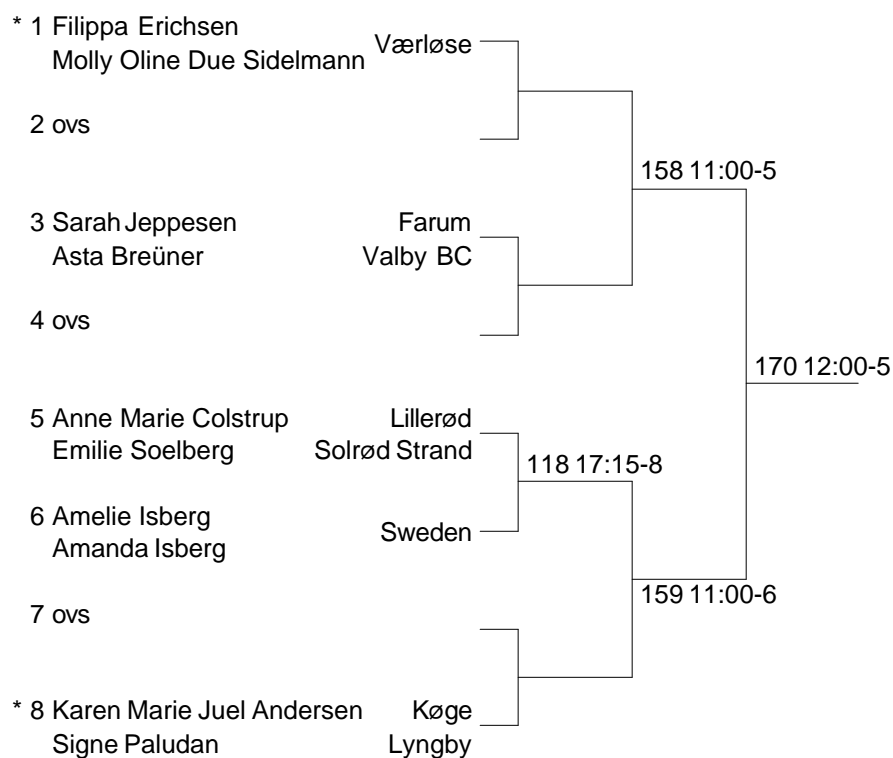 * 1 Filippa Erichsen Værløse
Molly Oline Due Sidelmann
2 ovs
158 11:00-5
3 Sarah Jeppesen Farum
Asta Breüner Valby BC
4 ovs
170 12:00-5
5 Anne Marie Colstrup Lillerød
Emilie Soelberg Solrød Strand
118 17:15-8
6 Amelie Isberg Sweden
Amanda Isberg
159 11:00-6
7 ovs
* 8 Karen Marie Juel Andersen Køge
Signe Paludan Lyngby